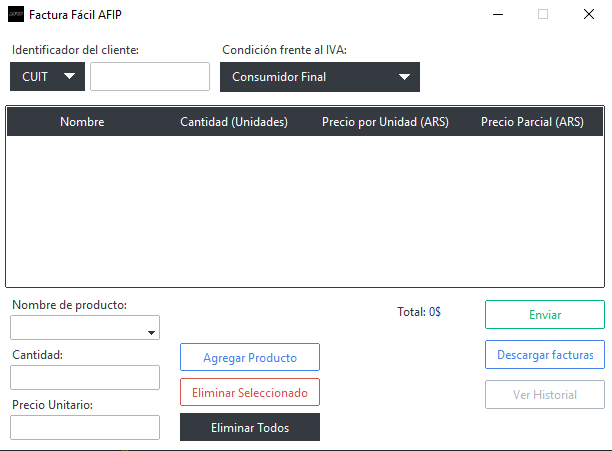 Factura Fácil AFIP
Identificador del cliente:
Condición frente al IVA:
CUIT
Consumidor Final
Nombre Cantidad (Unidades) Precio por Unidad (ARS) Precio Parcial (ARS)
Nombre de producto:
Total: 0$
Enviar
Cantidad:
Agregar Producto
Descargar facturas
Eliminar Seleccionado
Ver Historial
Precio Unitario:
Eliminar Todos